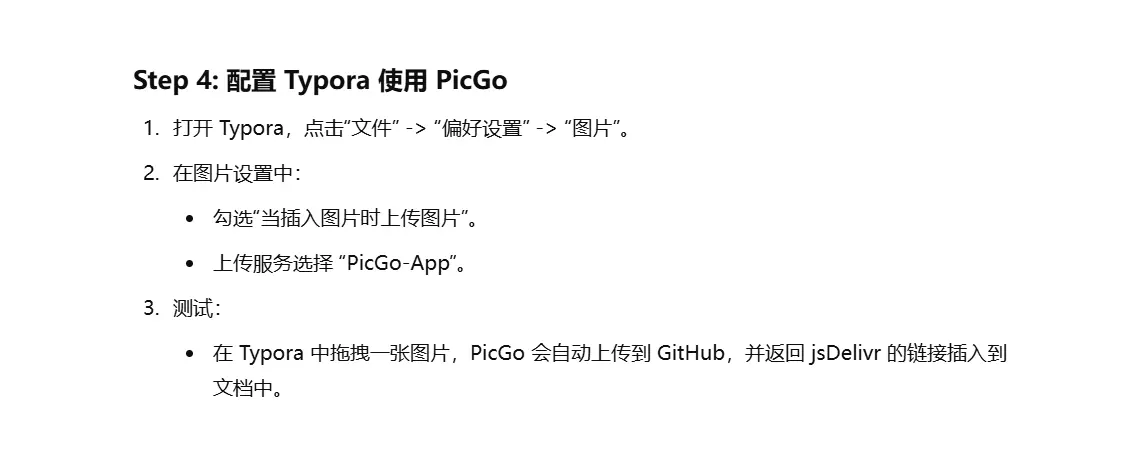 Step 4: 配置 Typora 使用 PicGo
1. 打开 Typora，点击“文件” -> “偏好设置” -> “图片”。
2. 在图片设置中：
• 勾选“当插入图片时上传图片”。
• 上传服务选择 “PicGo-App”。
3. 测试：
• 在 Typora 中拖拽一张图片，PicGo 会自动上传到 GitHub，并返回 jsDelivr 的链接插入到
文档中。